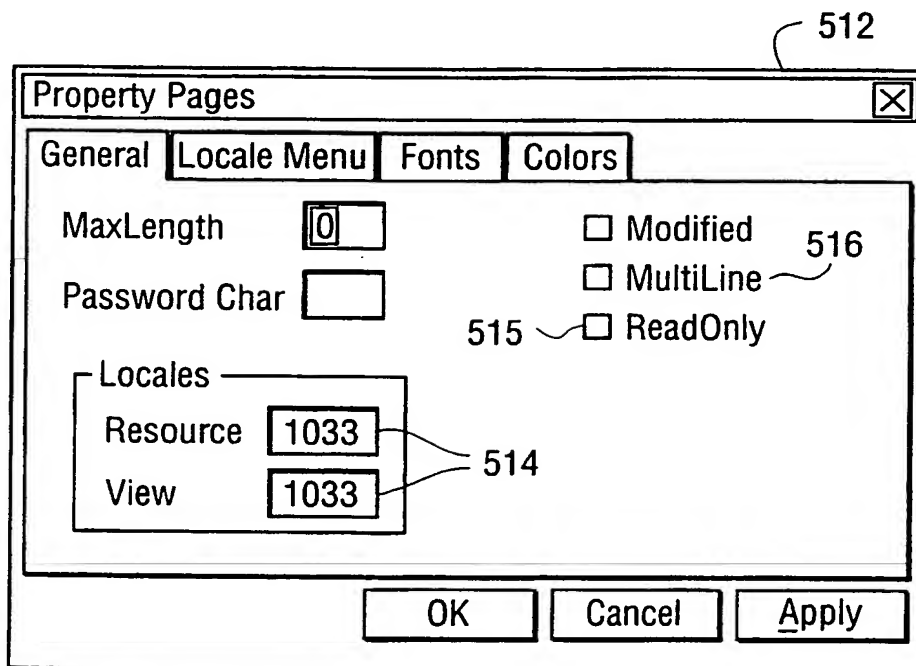 512
Property Pages
General Locale Menu Fonts Colors
MaxLength 0
Password Char
Modified
MultiLine 516
515 ReadOnly
Locales
Resource 1033
View 1033
514
OK Cancel Apply